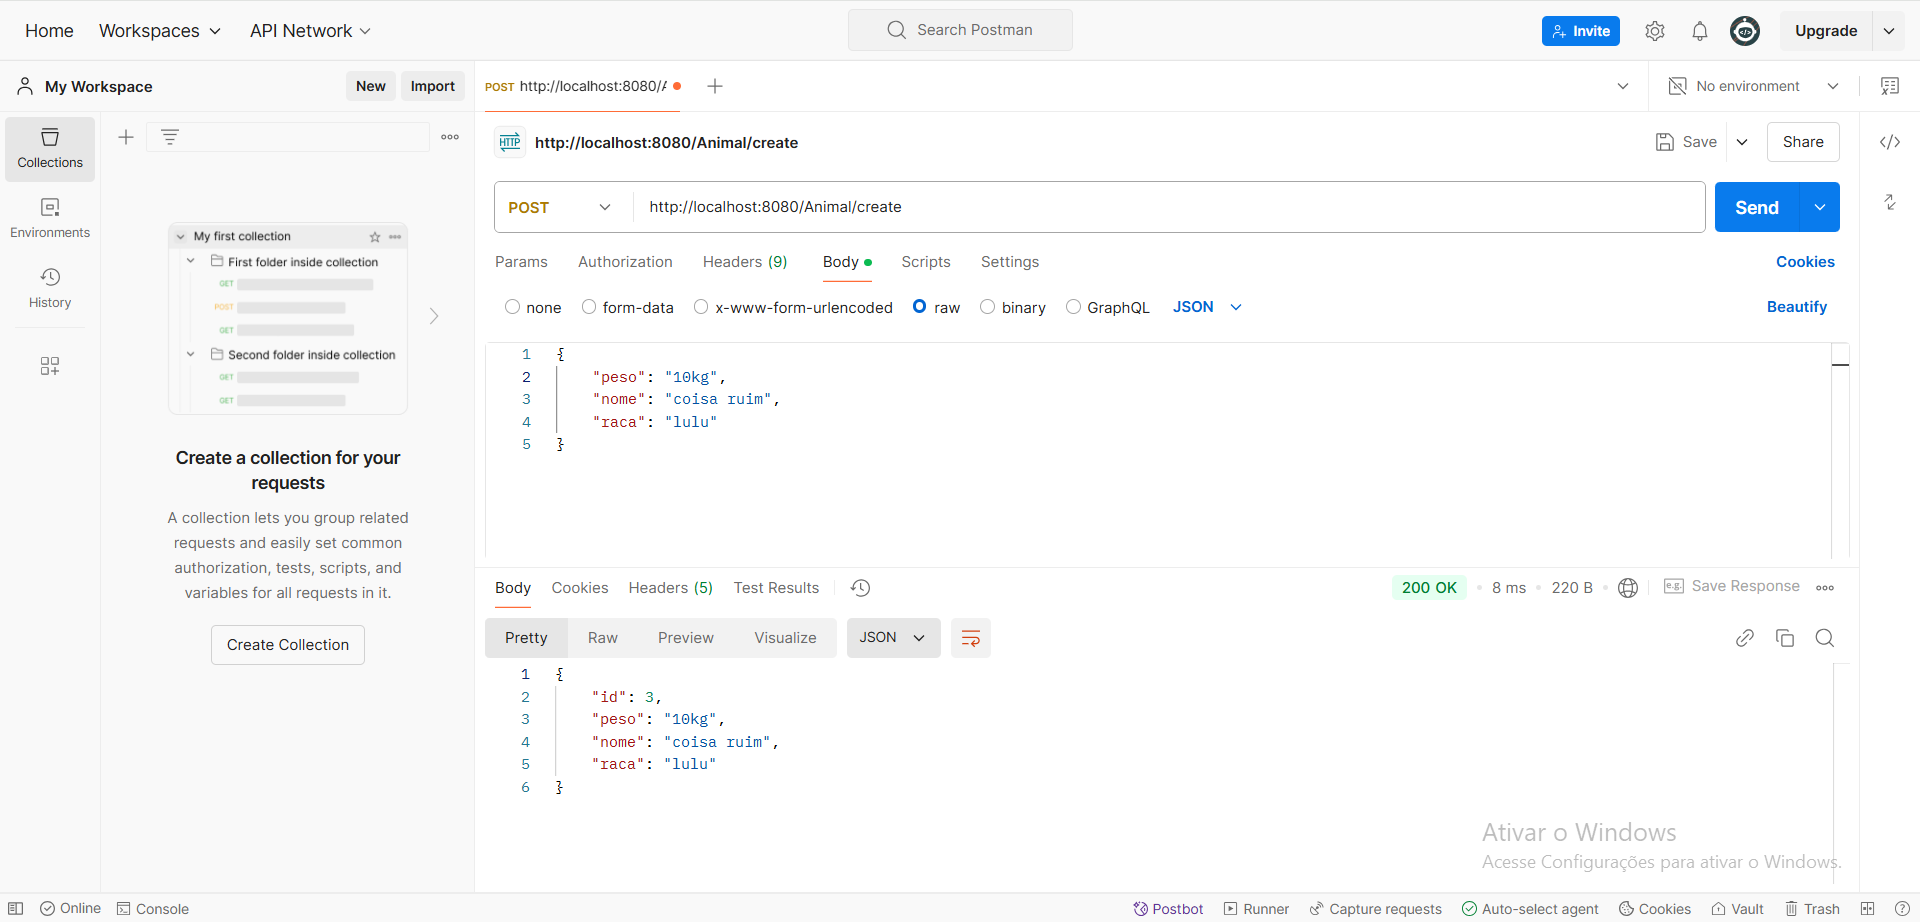 Home Workspaces API Network Search Postman Invite Upgrade
My Workspace New Import POST http://localhost:8080/A No environment
HTTP http://localhost:8080/Animal/create Save Share
Collections
Environments
History
My first collection
First folder inside collection
GET
POST
GET
Second folder inside collection
GET
GET
Create a collection for your
requests
A collection lets you group related
requests and easily set common
authorization, tests, scripts, and
variables for all requests in it.
Create Collection
POST http://localhost:8080/Animal/create Send
Params Authorization Headers (9) Body Scripts Settings Cookies
none form-data x-www-form-urlencoded raw binary GraphQL JSON Beautify
1 {
2 "peso": "10kg",
3 "nome": "coisa ruim",
4 "raca": "lulu"
5 }
Body Cookies Headers (5) Test Results 200 OK 8 ms 220 B e.g. Save Response
Pretty Raw Preview Visualize JSON
1 {
2 "id": 3,
3 "peso": "10kg",
4 "nome": "coisa ruim",
5 "raca": "lulu"
6 }
Ativar o Windows
Acesse Configurações para ativar o Windows.
Online Console Postbot Runner Capture requests Auto-select agent Cookies Vault Trash